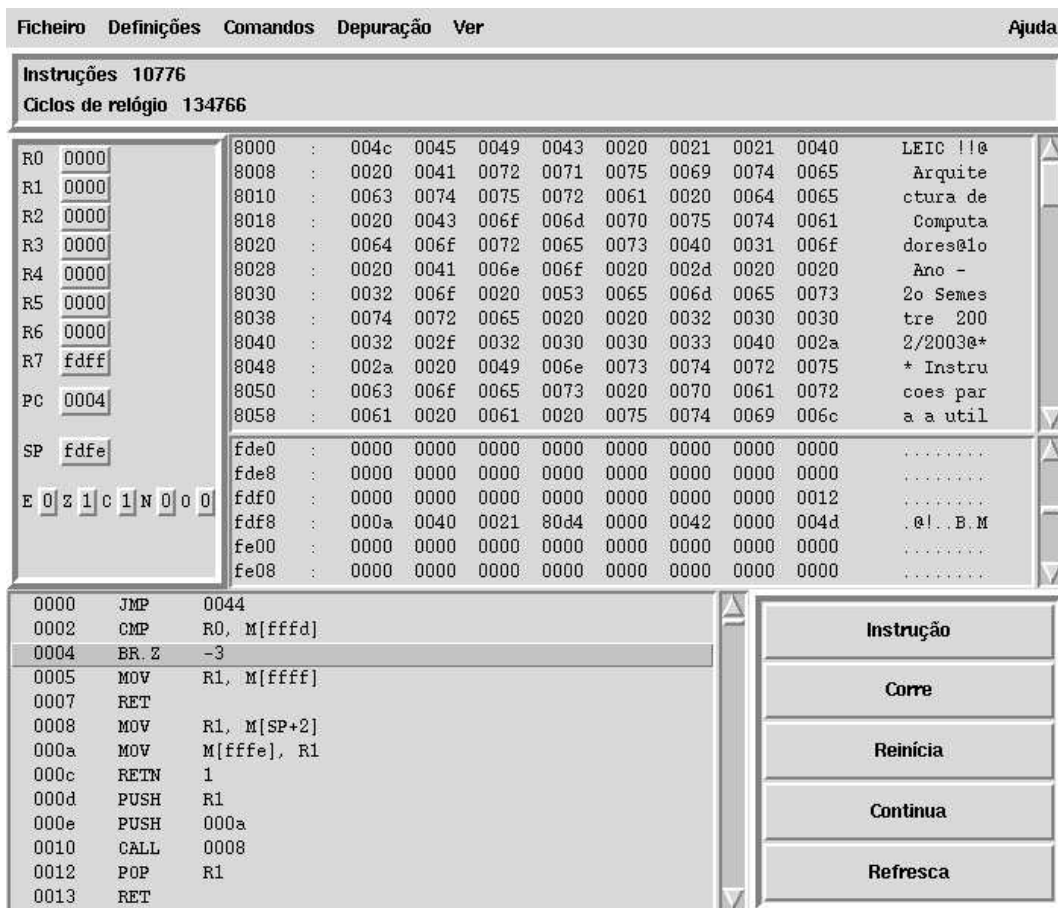 Ficheiro Definições Comandos Depuração Ver Ajuda
Instruções 10776
Ciclos de relógio 134766
R0 0000
R1 0000
R2 0000
R3 0000
R4 0000
R5 0000
R6 0000
R7 fdff
PC 0004
SP fdfe
E 0 Z 1 C 1 N 0 O 0
8000 : 004c 0045 0049 0043 0020 0021 0021 0040 LEIC !!@
8008 : 0020 0041 0072 0071 0075 0069 0074 0065 Arquite
8010 : 0063 0074 0075 0072 0061 0020 0064 0065 ctura de
8018 : 0020 0043 006f 006d 0070 0075 0074 0061 Computa
8020 : 0064 006f 0072 0065 0073 0040 0031 006f dores@1o
8028 : 0020 0041 006e 006f 0020 002d 0020 0020 Ano -
8030 : 0032 006f 0020 0053 0065 006d 0065 0073 2o Semes
8038 : 0074 0072 0065 0020 0020 0032 0030 0030 tre 200
8040 : 0032 002f 0032 0030 0030 0033 0040 002a 2/2003@*
8048 : 002a 0020 0049 006e 0073 0074 0072 0075 * Instru
8050 : 0063 006f 0065 0073 0020 0070 0061 0072 coes par
8058 : 0061 0020 0061 0020 0075 0074 0069 006c a a util
fde0 : 0000 0000 0000 0000 0000 0000 0000 0000 ........
fde8 : 0000 0000 0000 0000 0000 0000 0000 0000 ........
fdf0 : 0000 0000 0000 0000 0000 0000 0000 0012 ........
fdf8 : 000a 0040 0021 80d4 0000 0042 0000 004d .@!..B.M
fe00 : 0000 0000 0000 0000 0000 0000 0000 0000 ........
fe08 : 0000 0000 0000 0000 0000 0000 0000 0000 ........
0000 JMP 0044
0002 CMP R0, M[fffd]
0004 BR.Z -3
0005 MOV R1, M[ffff]
0007 RET
0008 MOV R1, M[SP+2]
000a MOV M[fffe], R1
000c RETN 1
000d PUSH R1
000e PUSH 000a
0010 CALL 0008
0012 POP R1
0013 RET
Instrução
Corre
Reinícia
Continua
Refresca